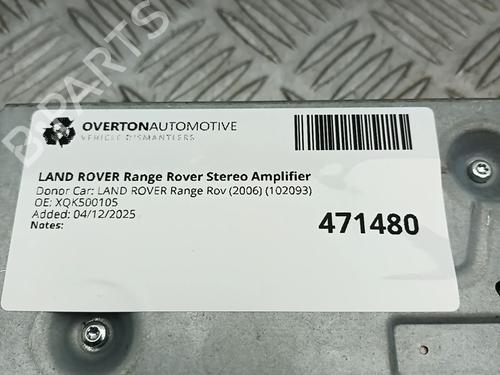 OVERTONAUTOMOTIVE
VEHICLE DISMANTLERS
LAND ROVER Range Rover Stereo Amplifier
Donor Car: LAND ROVER Range Rov (2006) (102093)
OE: XQK500105
Added: 04/12/2025
Notes:
471480
B-PARTS